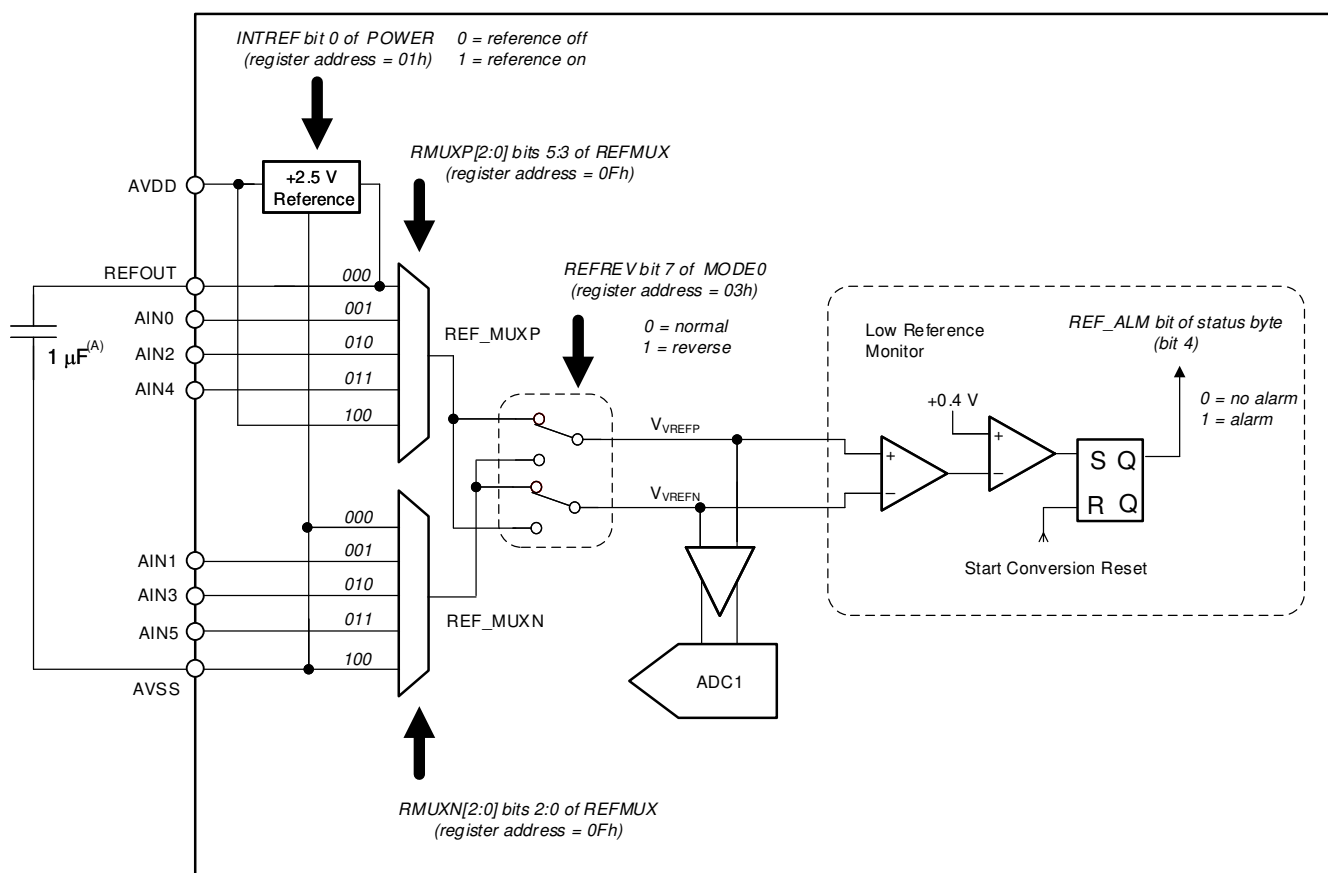 INTREF bit 0 of POWER
(register address = 01h)
0 = reference off
1 = reference on
RMUXP[2:0] bits 5:3 of REFMUX
(register address = 0Fh)
AVDD
+2.5 V
Reference
REFOUT
000
AIN0
001
AIN2
010
AIN4
011
100
1 μF(A)
REF_MUXP
REFREV bit 7 of MODE0
(register address = 03h)
0 = normal
1 = reverse
Low Reference
Monitor
REF_ALM bit of status byte
(bit 4)
0 = no alarm
1 = alarm
+0.4 V
VVREFP
+
−
+
−
S Q
R Q
VVREFN
Start Conversion Reset
000
AIN1
001
AIN3
010
AIN5
011
AVSS
100
REF_MUXN
ADC1
RMUXN[2:0] bits 2:0 of REFMUX
(register address = 0Fh)